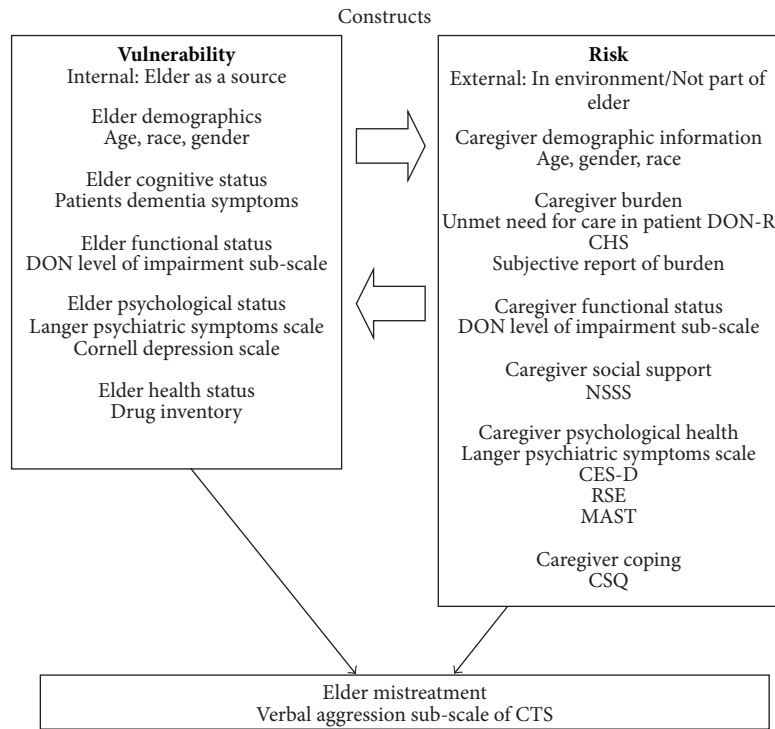 Constructs
Vulnerability
Internal: Elder as a source
Elder demographics
Age, race, gender
Elder cognitive status
Patients dementia symptoms
Elder functional status
DON level of impairment sub-scale
Elder psychological status
Langer psychiatric symptoms scale
Cornell depression scale
Elder health status
Drug inventory
Risk
External: In environment/Not part of
elder
Caregiver demographic information
Age, gender, race
Caregiver burden
Unmet need for care in patient DON-R
CHS
Subjective report of burden
Caregiver functional status
DON level of impairment sub-scale
Caregiver social support
NSSS
Caregiver psychological health
Langer psychiatric symptoms scale
CES-D
RSE
MAST
Caregiver coping
CSQ
Elder mistreatment
Verbal aggression sub-scale of CTS